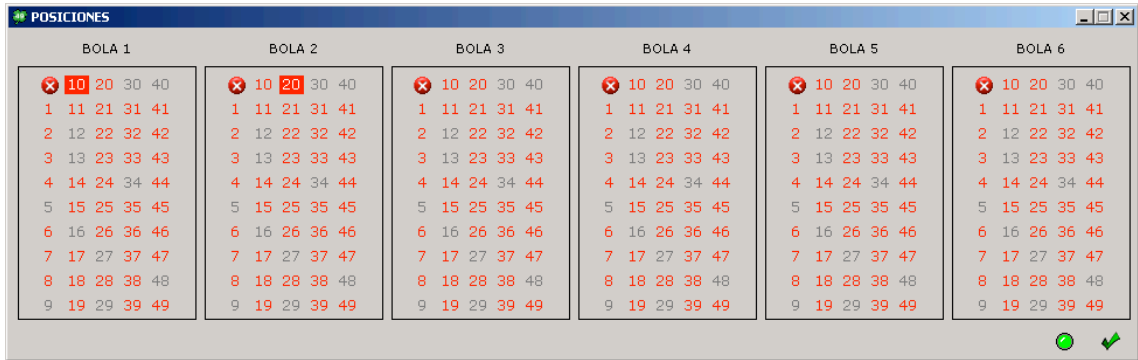 POSICIONES
BOLA 1 BOLA 2 BOLA 3 BOLA 4 BOLA 5 BOLA 6
10 20 30 40 10 20 30 40 10 20 30 40 10 20 30 40 10 20 30 40 10 20 30 40
1 11 21 31 41 1 11 21 31 41 1 11 21 31 41 1 11 21 31 41 1 11 21 31 41 1 11 21 31 41
2 12 22 32 42 2 12 22 32 42 2 12 22 32 42 2 12 22 32 42 2 12 22 32 42 2 12 22 32 42
3 13 23 33 43 3 13 23 33 43 3 13 23 33 43 3 13 23 33 43 3 13 23 33 43 3 13 23 33 43
4 14 24 34 44 4 14 24 34 44 4 14 24 34 44 4 14 24 34 44 4 14 24 34 44 4 14 24 34 44
5 15 25 35 45 5 15 25 35 45 5 15 25 35 45 5 15 25 35 45 5 15 25 35 45 5 15 25 35 45
6 16 26 36 46 6 16 26 36 46 6 16 26 36 46 6 16 26 36 46 6 16 26 36 46 6 16 26 36 46
7 17 27 37 47 7 17 27 37 47 7 17 27 37 47 7 17 27 37 47 7 17 27 37 47 7 17 27 37 47
8 18 28 38 48 8 18 28 38 48 8 18 28 38 48 8 18 28 38 48 8 18 28 38 48 8 18 28 38 48
9 19 29 39 49 9 19 29 39 49 9 19 29 39 49 9 19 29 39 49 9 19 29 39 49 9 19 29 39 49